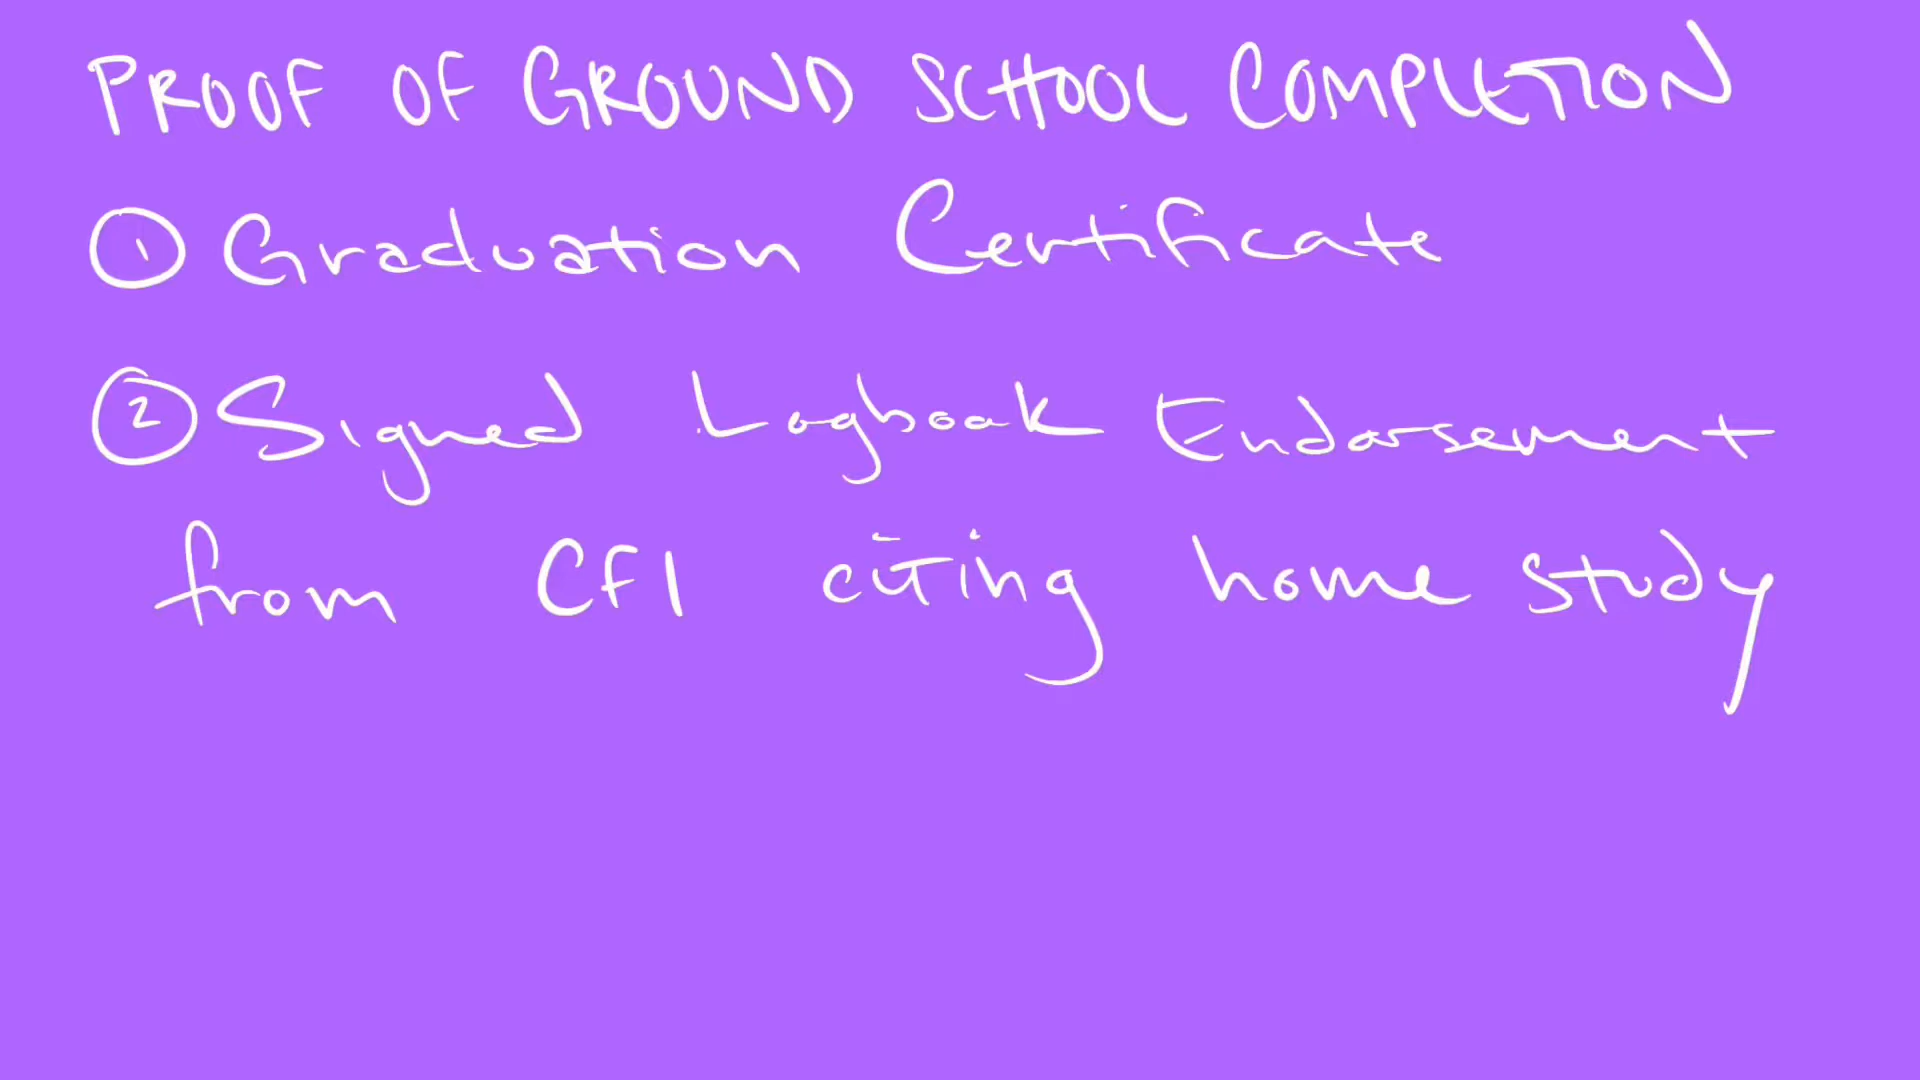 PROOF OF GROUND SCHOOL COMPLETION
① Graduation Certificate
② Signed Logbook Endorsement
from CFI citing home study